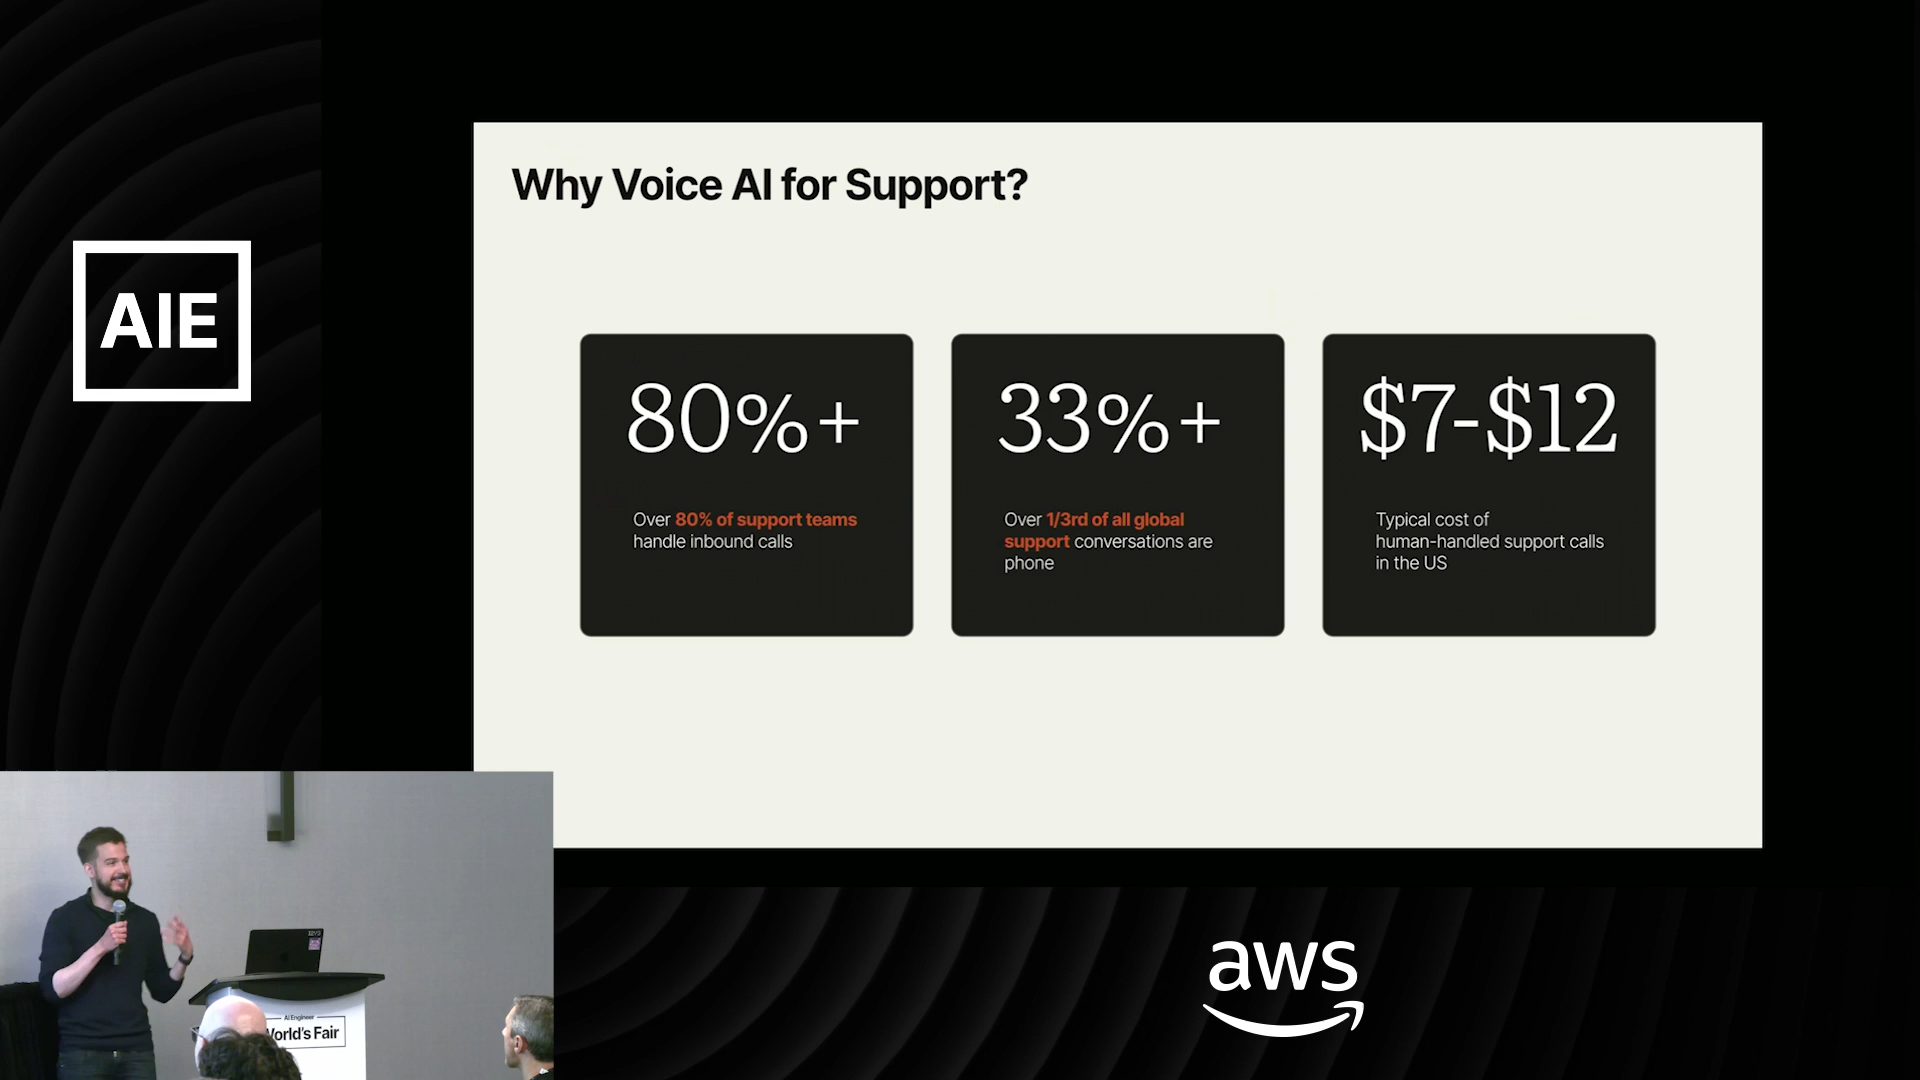 AIE
Why Voice AI for Support?
80%+
Over 80% of support teams
handle inbound calls
33%+
Over 1/3rd of all global
support conversations are
phone
$7-$12
Typical cost of
human-handled support calls
in the US
AI Engineer
World's Fair
aws